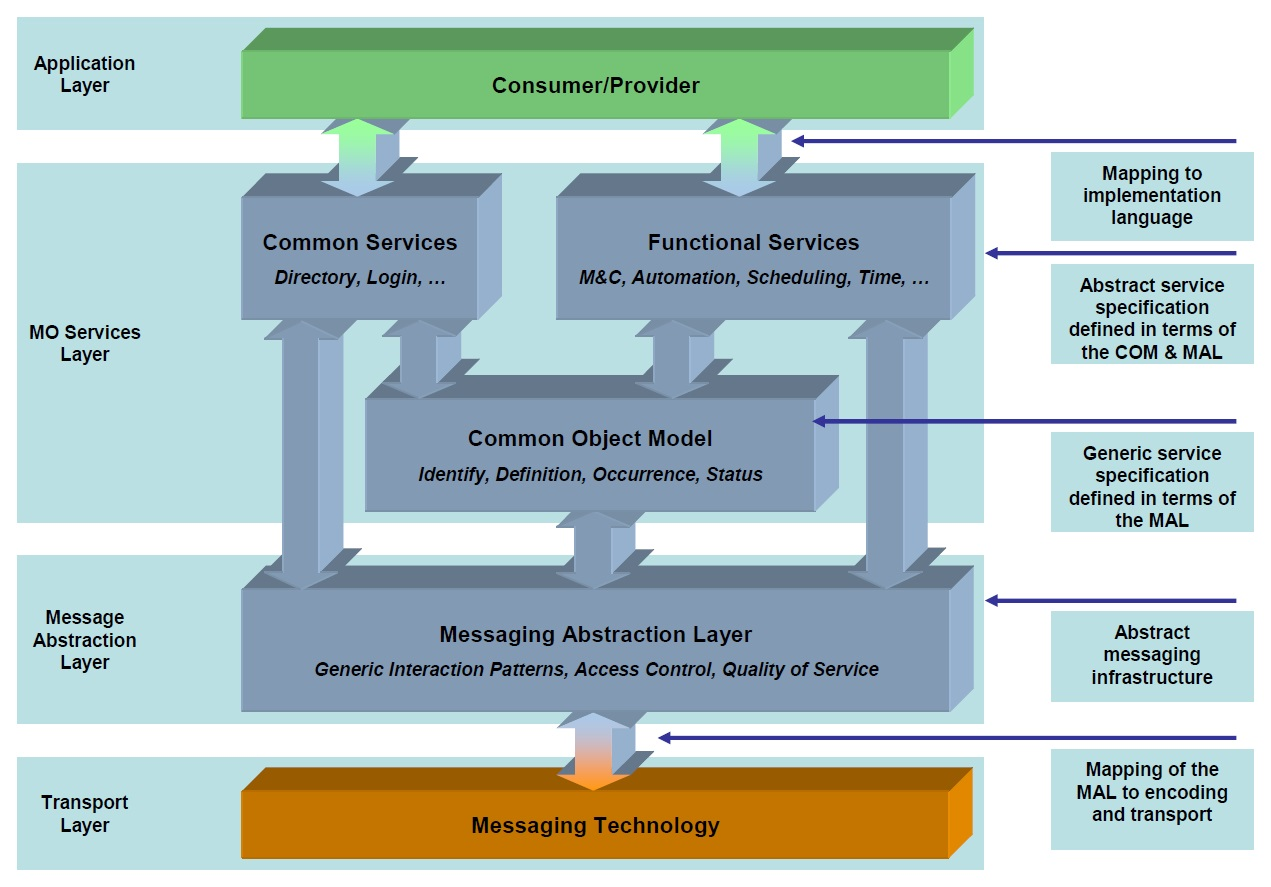 Application
Layer
Consumer/Provider
Mapping to
implementation
language
MO Services
Layer
Common Services
Directory, Login, …
Functional Services
M&C, Automation, Scheduling, Time, …
Abstract service
specification
defined in terms of
the COM & MAL
Common Object Model
Identify, Definition, Occurrence, Status
Generic service
specification
defined in terms of
the MAL
Message
Abstraction
Layer
Messaging Abstraction Layer
Generic Interaction Patterns, Access Control, Quality of Service
Abstract
messaging
infrastructure
Mapping of the
MAL to encoding
and transport
Transport
Layer
Messaging Technology